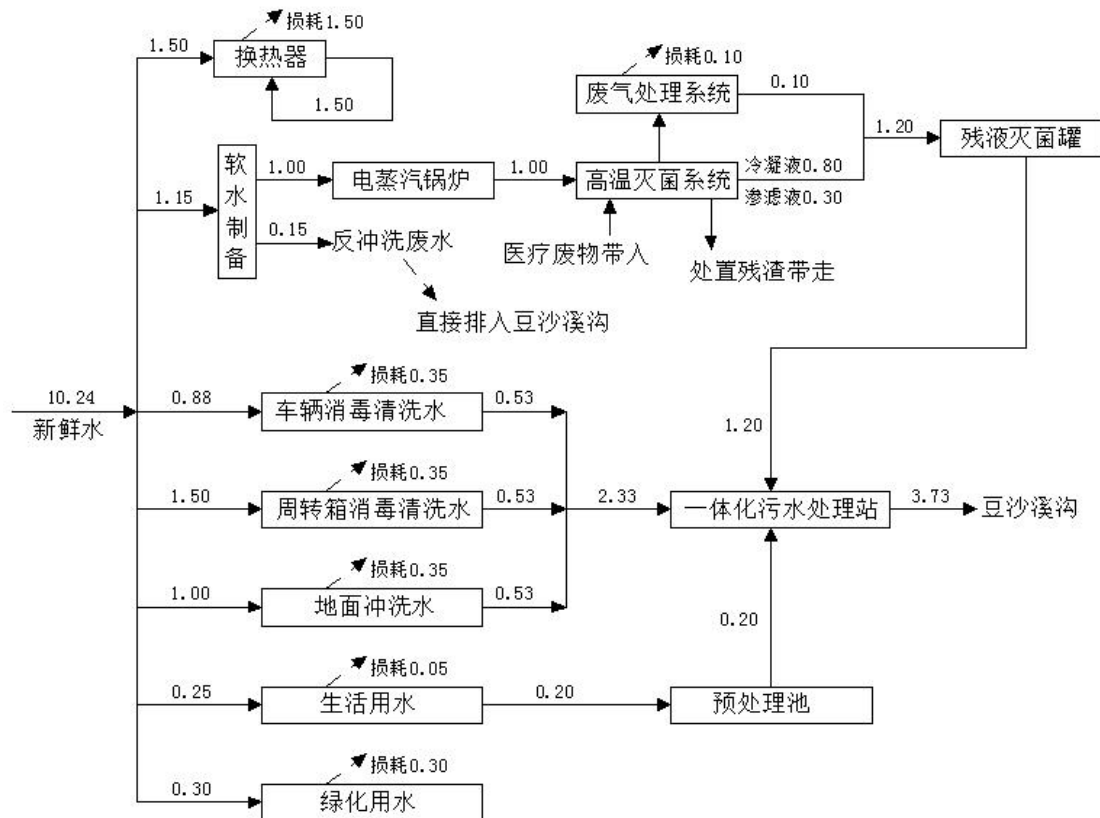 损耗1.50
1.50
换热器
1.50
损耗0.10
废气处理系统
0.10
1.20
残液灭菌罐
软水制备
1.00
电蒸汽锅炉
1.00
高温灭菌系统
冷凝液0.80
渗滤液0.30
1.15
0.15
反冲洗废水
医疗废物带入
处置残渣带走
直接排入豆沙溪沟
10.24
新鲜水
损耗0.35
0.88
车辆消毒清洗水
0.53
1.20
损耗0.35
1.50
周转箱消毒清洗水
0.53
2.33
一体化污水处理站
3.73
豆沙溪沟
损耗0.35
1.00
地面冲洗水
0.53
0.20
损耗0.05
0.25
生活用水
0.20
预处理池
损耗0.30
0.30
绿化用水